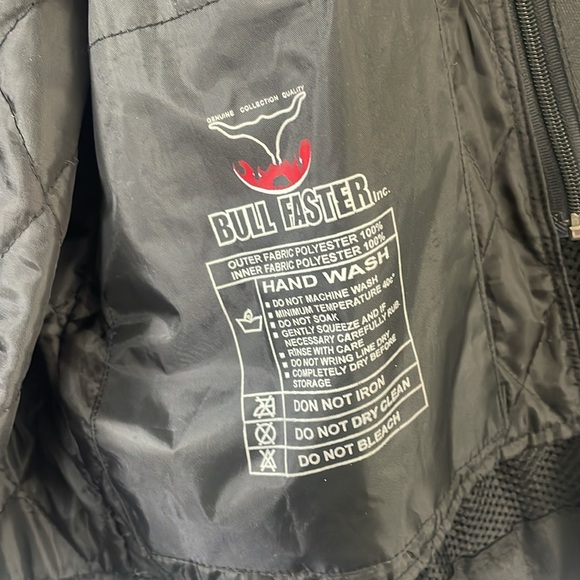 GENUINE COLLECTION QUALITY
BULL FASTER Inc.
OUTER FABRIC POLYESTER 100%
INNER FABRIC POLYESTER 100%
HAND WASH
▪ DO NOT MACHINE WASH
▪ MINIMUM TEMPERATURE 40c°
▪ DO NOT SOAK
▪ GENTLY SQUEEZE AND IF
NECESSARY CAREFULLY RUB.
▪ RINSE WITH CARE
▪ DO NOT WRING LINE DRY
▪ COMPLETELY DRY BEFORE
STORAGE
DON NOT IRON
DO NOT DRY CLEAN
DO NOT BLEACH